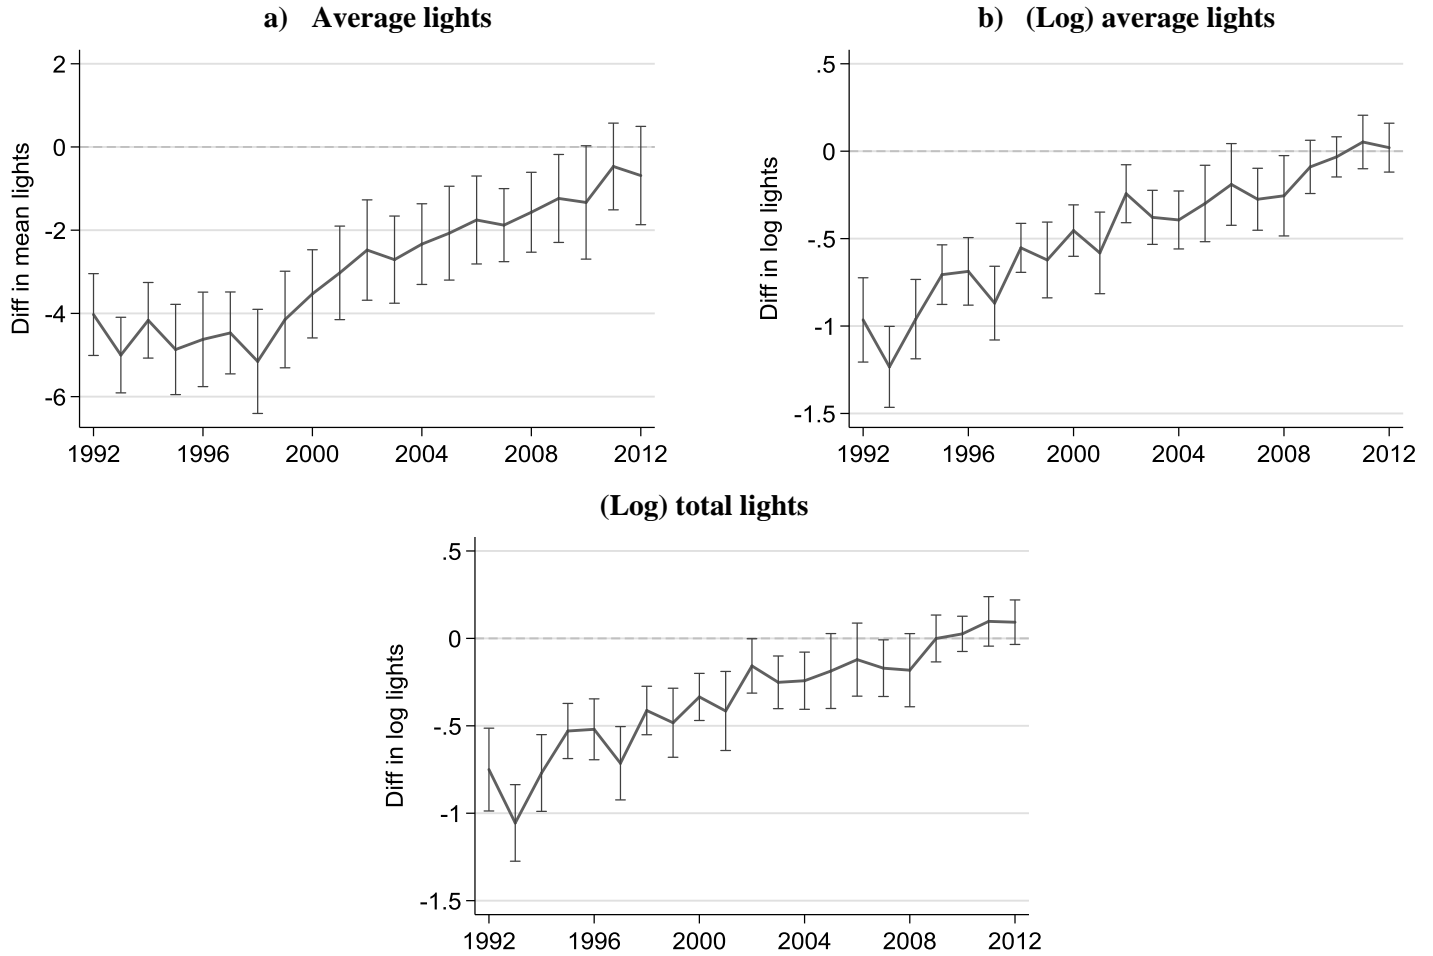 a) Average lights
2
0
-2
-4
-6
Diff in mean lights
1992 1996 2000 2004 2008 2012
b) (Log) average lights
.5
0
-.5
-1
-1.5
Diff in log lights
1992 1996 2000 2004 2008 2012
(Log) total lights
.5
0
-.5
-1
-1.5
Diff in log lights
1992 1996 2000 2004 2008 2012